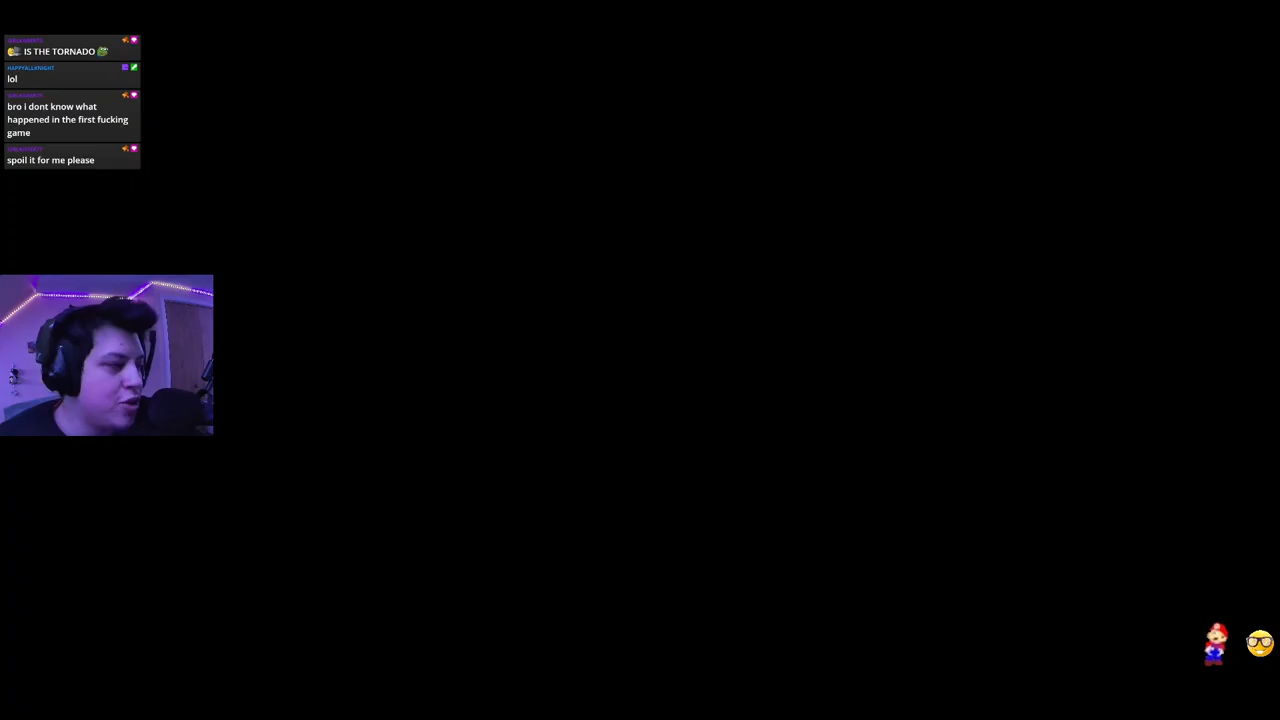 IS THE TORNADO
HAPPYALLKNIGHT
lol
bro i dont know what
happened in the first fucking
game
spoil it for me please